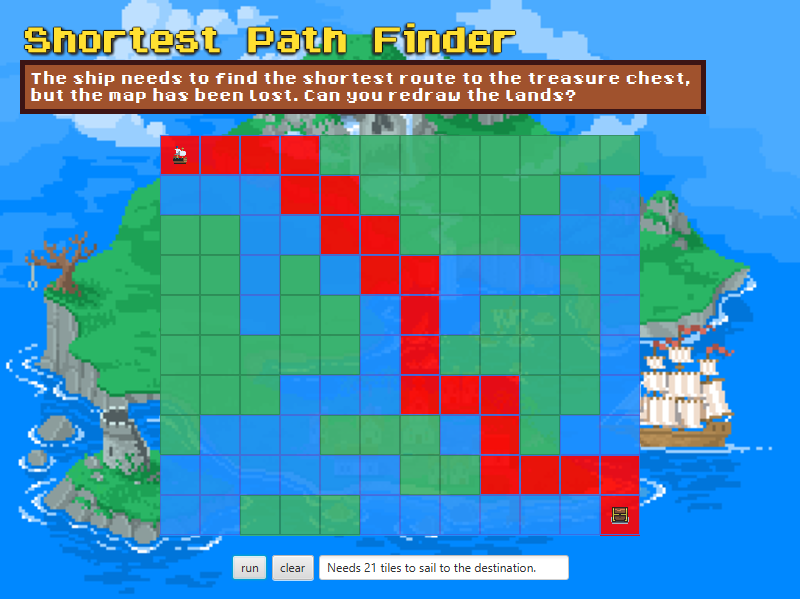 Shortest Path Finder
The ship needs to find the shortest route to the treasure chest,
but the map has been lost. Can you redraw the lands?
run clear Needs 21 tiles to sail to the destination.